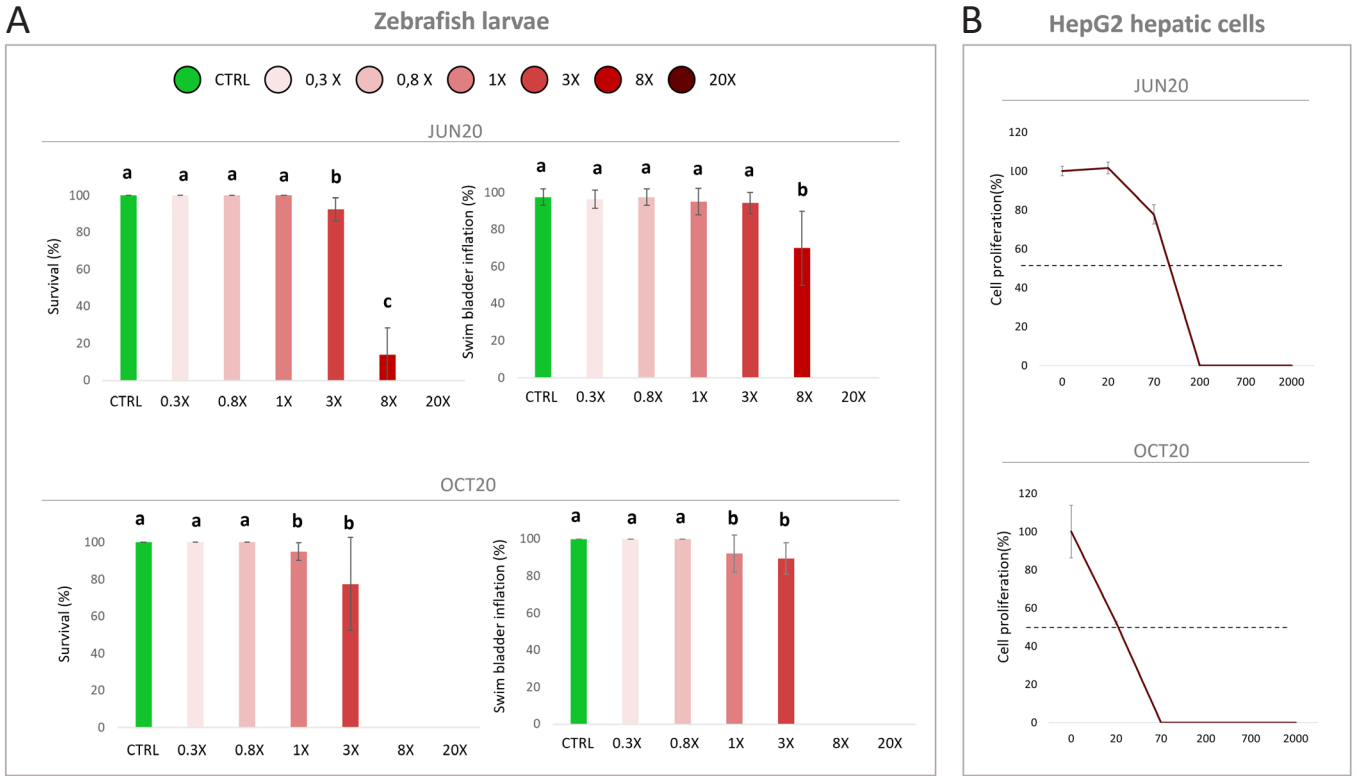 A
Zebrafish larvae
CTRL 0,3 X 0,8 X 1X 3X 8X 20X
JUN20
a a a a b c
Survival (%)
100
80
60
40
20
0
CTRL 0.3X 0.8X 1X 3X 8X 20X
a a a a a b
Swim bladder inflation (%)
100
80
60
40
20
0
CTRL 0.3X 0.8X 1X 3X 8X 20X
OCT20
a a a b b
Survival (%)
100
80
60
40
20
0
CTRL 0.3X 0.8X 1X 3X 8X 20X
a a a b b
Swim bladder inflation (%)
100
80
60
40
20
0
CTRL 0.3X 0.8X 1X 3X 8X 20X
B
HepG2 hepatic cells
JUN20
Cell proliferation(%)
120
100
80
60
40
20
0
0 20 70 200 700 2000
OCT20
Cell proliferation(%)
120
100
80
60
40
20
0
0 20 70 200 700 2000